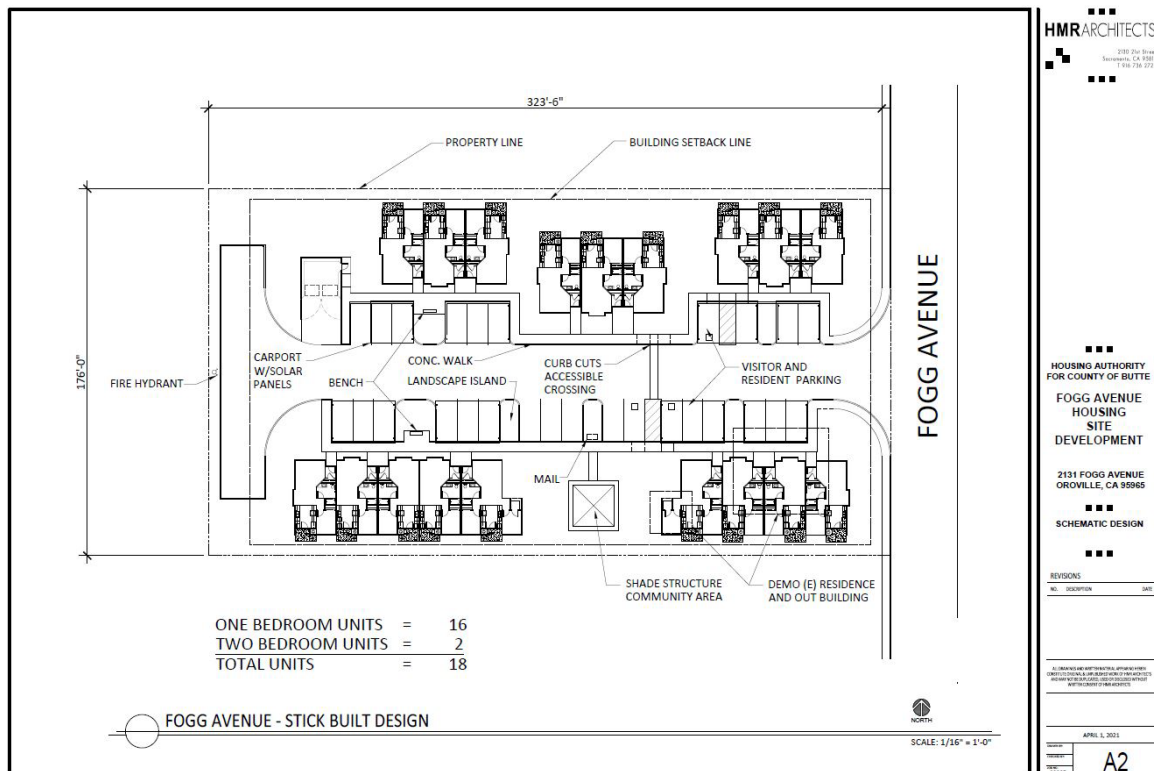 323'-6"
PROPERTY LINE
BUILDING SETBACK LINE
176'-0"
FOGG AVENUE
FIRE HYDRANT
CARPORT
W/SOLAR
PANELS
BENCH
CONC. WALK
LANDSCAPE ISLAND
CURB CUTS
ACCESSIBLE
CROSSING
VISITOR AND
RESIDENT PARKING
MAIL
SHADE STRUCTURE
COMMUNITY AREA
DEMO (E) RESIDENCE
AND OUT BUILDING
ONE BEDROOM UNITS = 16
TWO BEDROOM UNITS = 2
TOTAL UNITS = 18
FOGG AVENUE - STICK BUILT DESIGN
NORTH
SCALE: 1/16" = 1'-0"
HMRARCHITECTS
HOUSING AUTHORITY
FOR COUNTY OF BUTTE
FOGG AVENUE
HOUSING
SITE
DEVELOPMENT
2131 FOGG AVENUE
OROVILLE, CA 95965
SCHEMATIC DESIGN
REVISIONS
NO. DESCRIPTION DATE
APRIL 1, 2021
A2